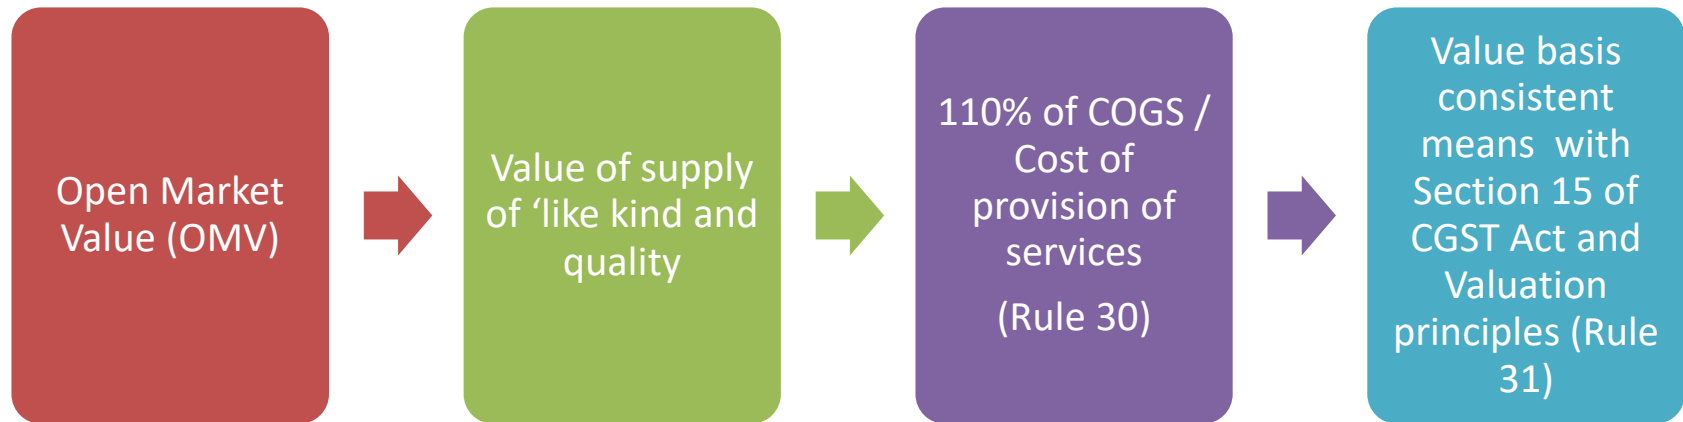 Open Market
Value (OMV)
Value of supply
of ‘like kind and
quality
110% of COGS /
Cost of
provision of
services
(Rule 30)
Value basis
consistent
means  with
Section 15 of
CGST Act and
Valuation
principles (Rule
31)